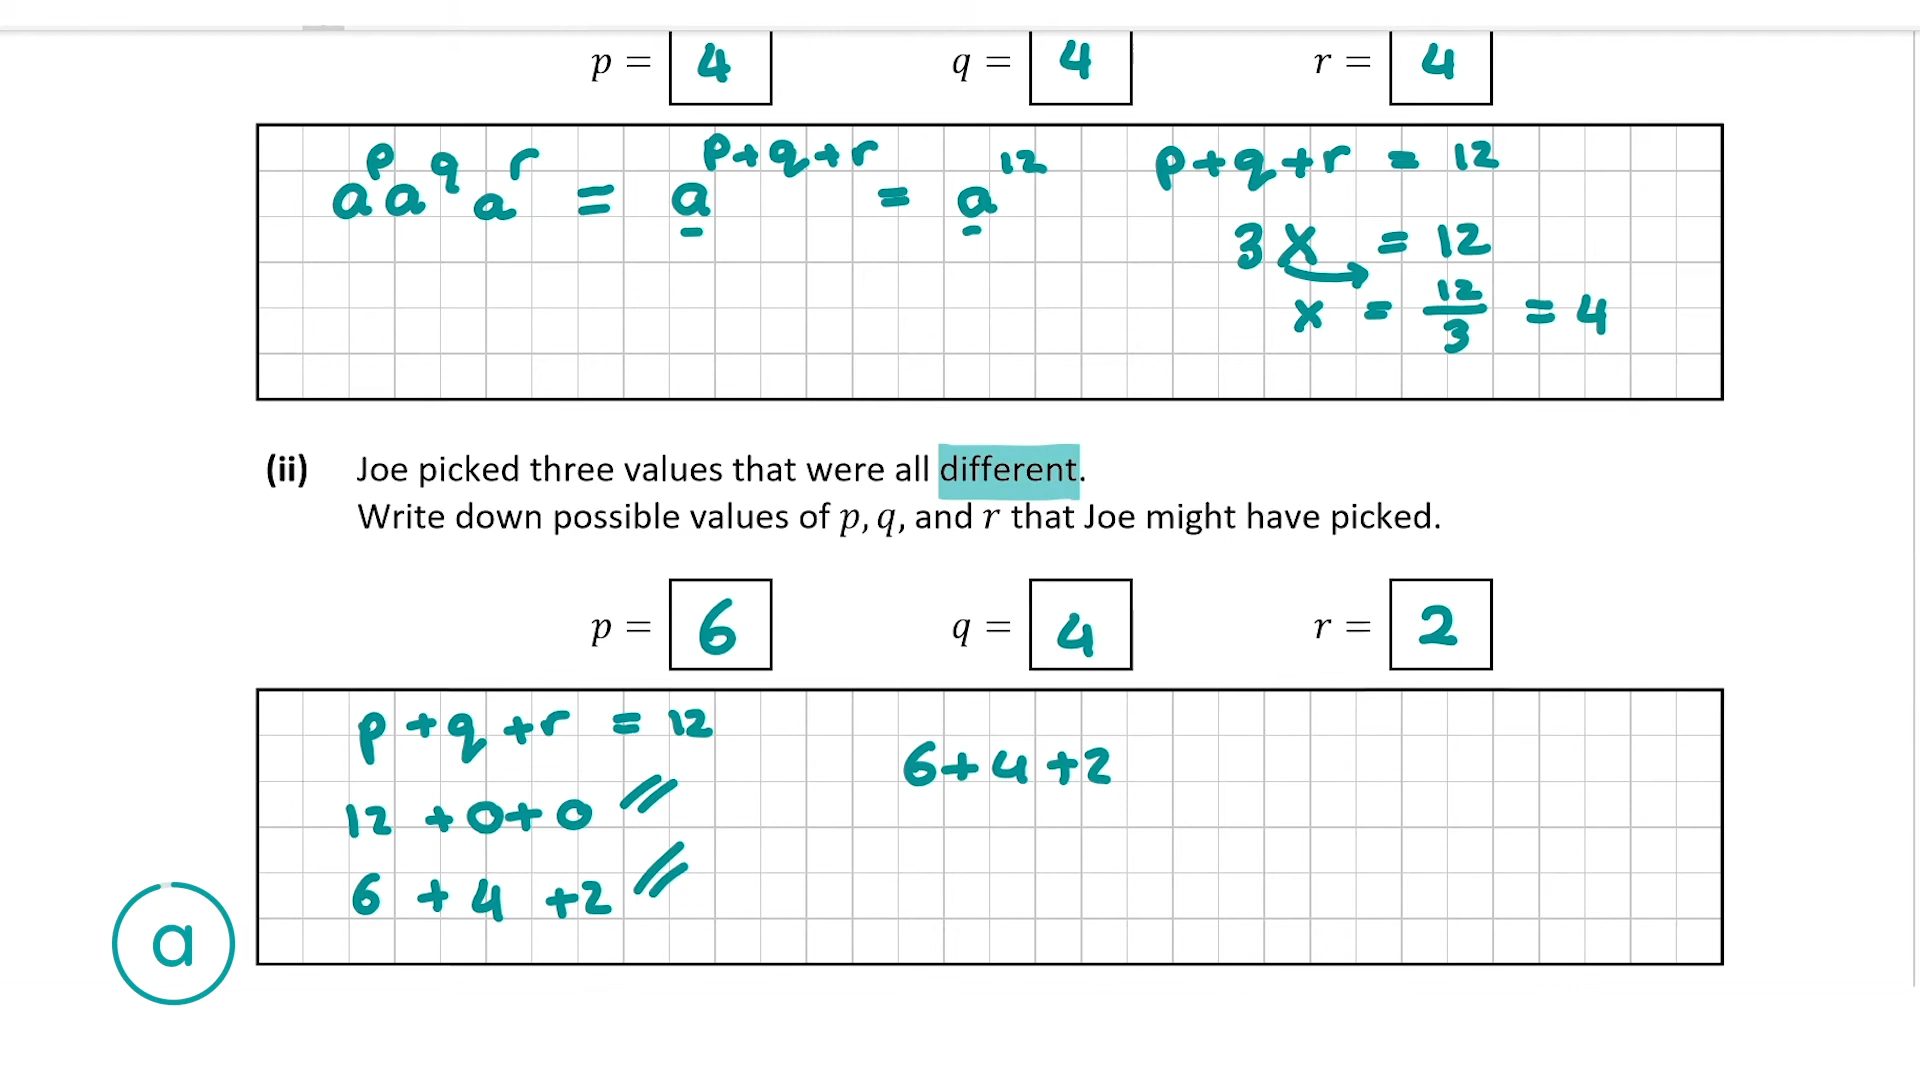 p = 4 q = 4 r = 4
a^p a^q a^r = a^{p+q+r} = a^{12} p+q+r = 12
3x = 12
x = 12/3 = 4
(ii) Joe picked three values that were all different.
Write down possible values of p, q, and r that Joe might have picked.
p = 6 q = 4 r = 2
p + q + r = 12
6+4+2
12 + 0 + 0
6 + 4 + 2
a